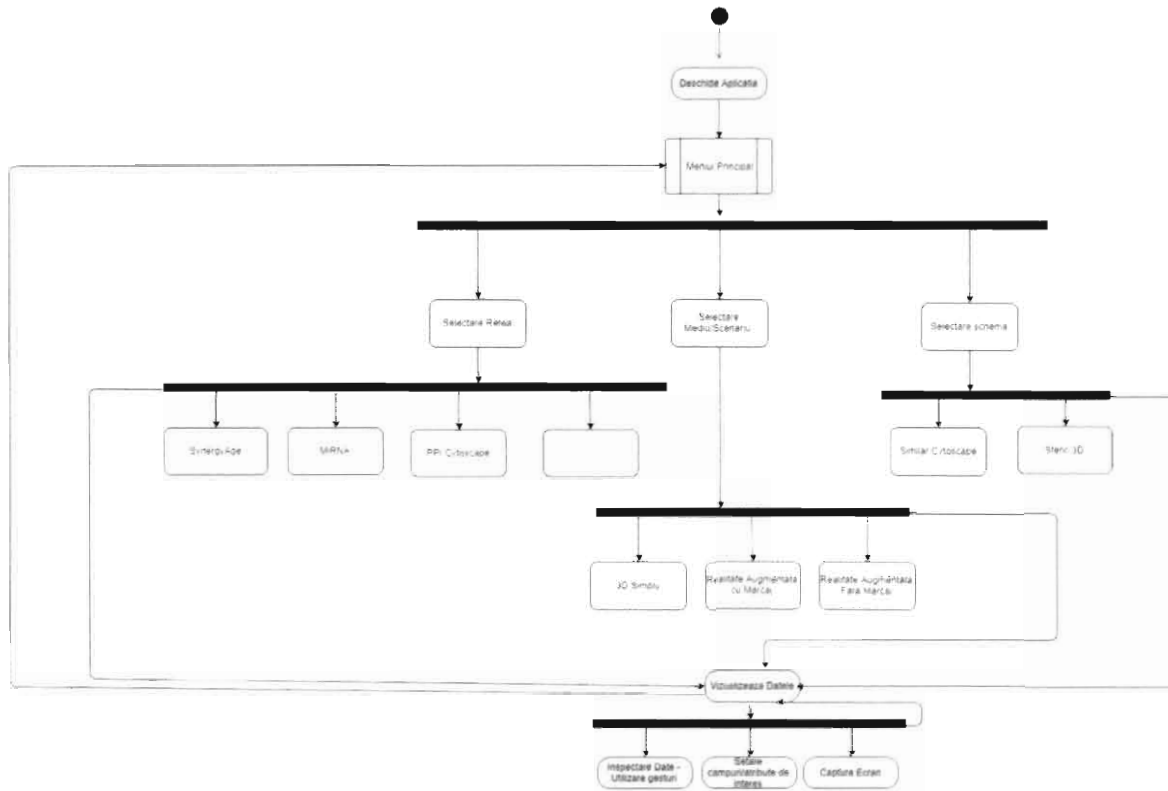 Deschide Aplicatia
Meniul Principal
Selectare Retea
Selectare
Mediu/Scenariu
Selectare schema
SynergyAge
MiRNA
PPI Cytoscape
Similar Cytoscape
Sferic 3D
3D Simplu
Realitate Augmentata
cu Marcaj
Realitate Augmentata
Fara Marcaj
Vizualizeaza Datele
Inspectare Date -
Utilizare gesturi
Setare
campuri/atribute de
interes
Captura Ecran